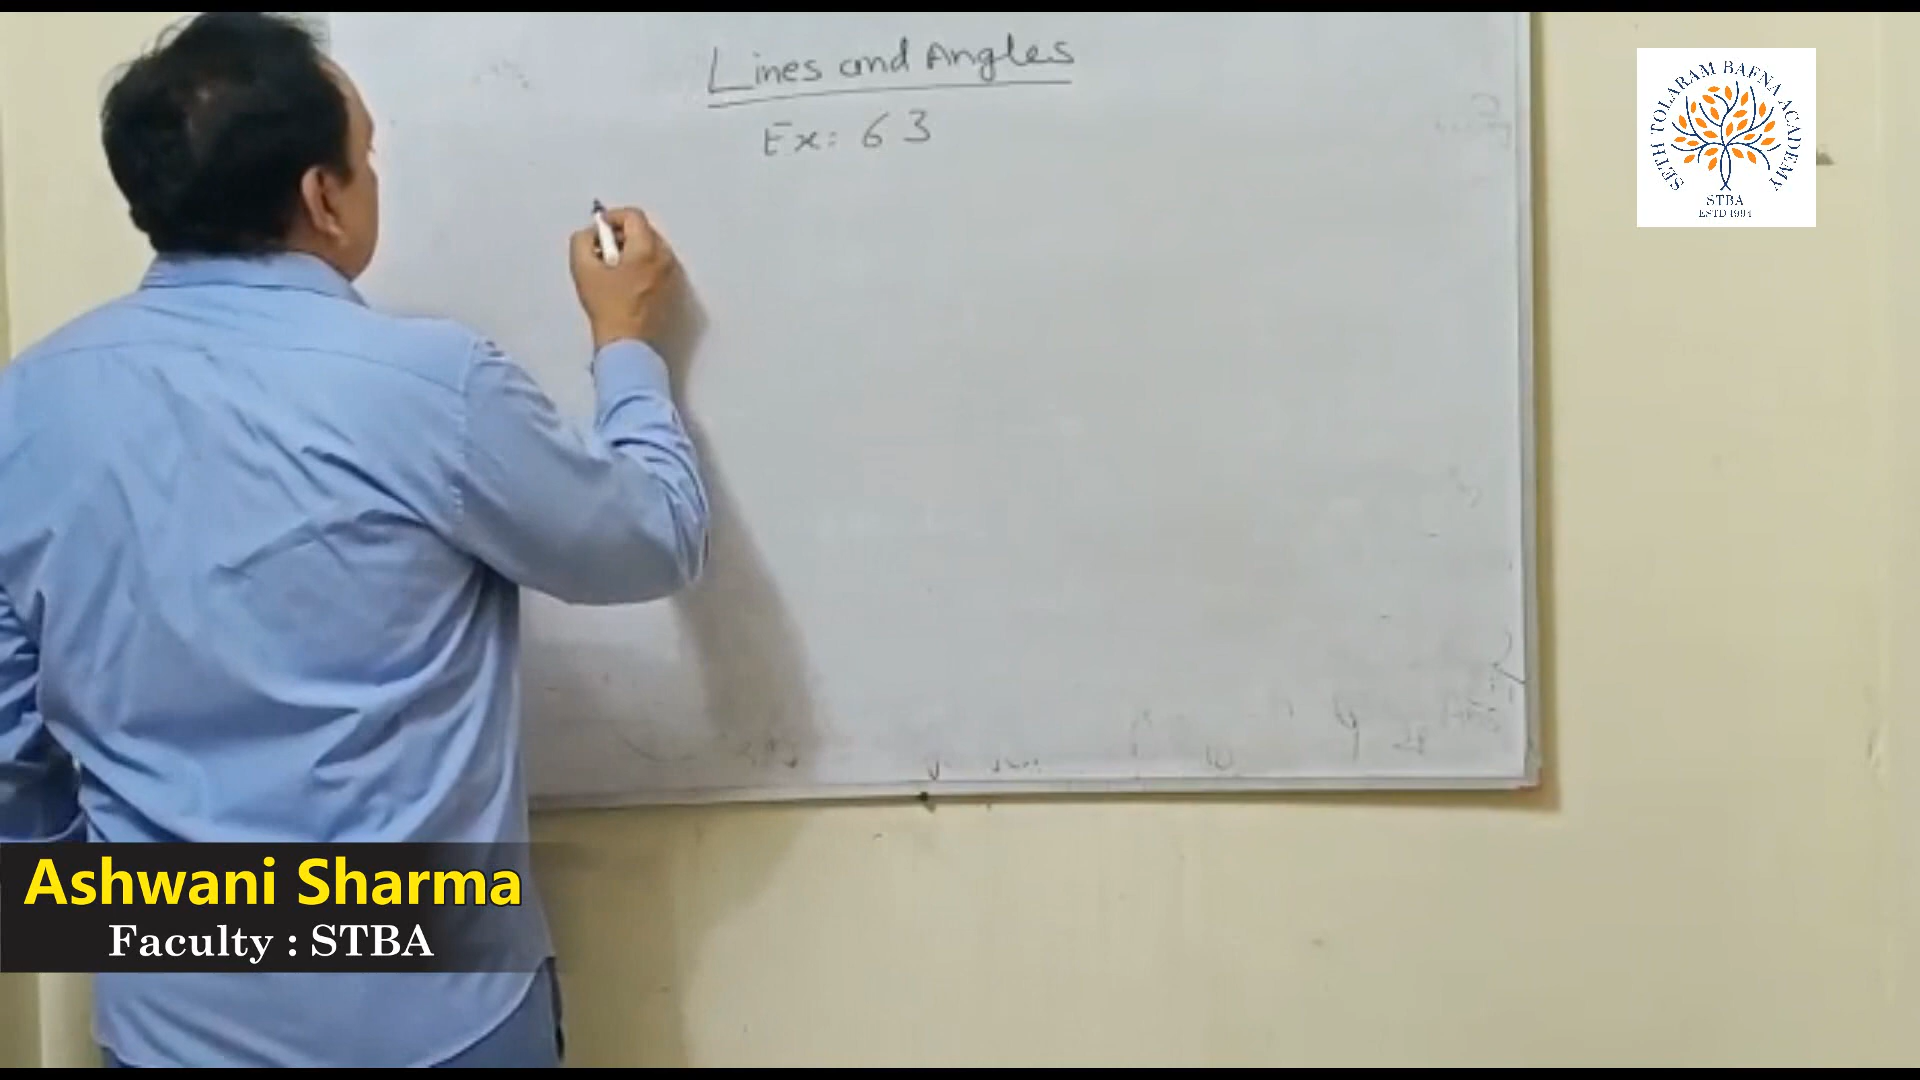 Lines and Angles
Ex: 6 3
SETH TOLARAM BAFNA ACADEMY
STBA
ESTD 1994
Ashwani Sharma
Faculty : STBA